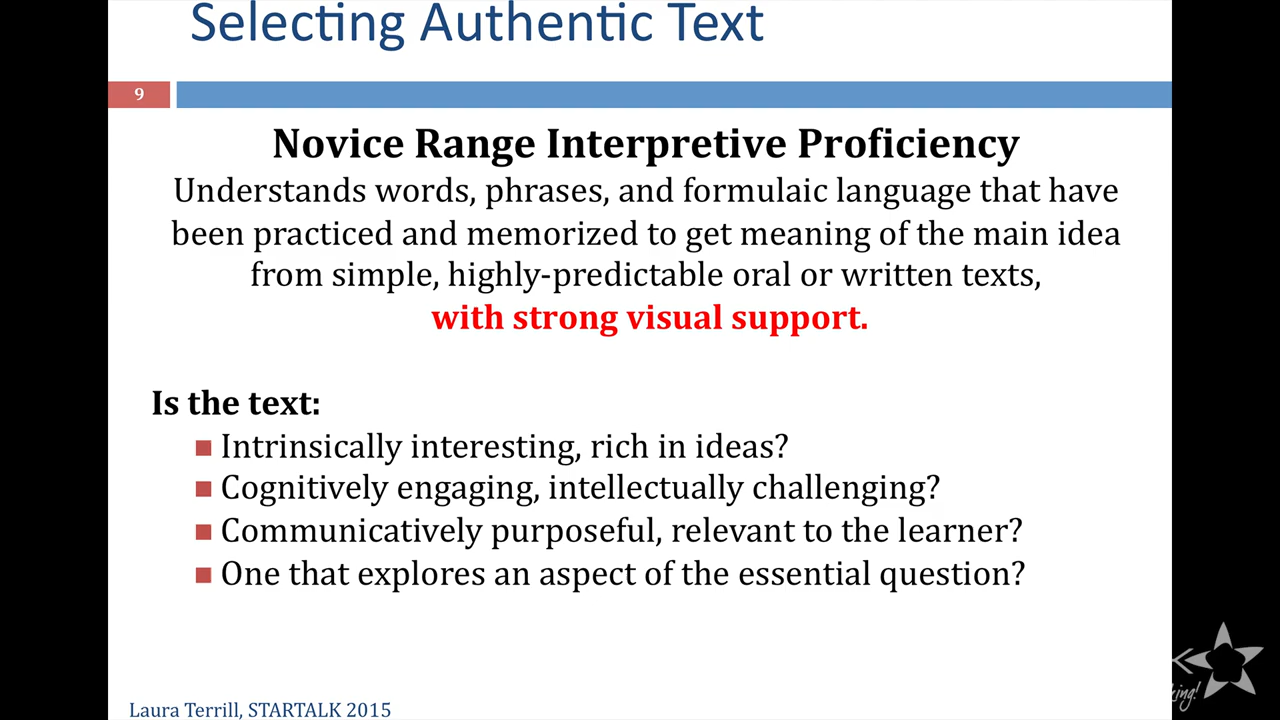 Selecting Authentic Text
9
Novice Range Interpretive Proficiency
Understands words, phrases, and formulaic language that have
been practiced and memorized to get meaning of the main idea
from simple, highly-predictable oral or written texts,
with strong visual support.
Is the text:
Intrinsically interesting, rich in ideas?
Cognitively engaging, intellectually challenging?
Communicatively purposeful, relevant to the learner?
One that explores an aspect of the essential question?
Laura Terrill, STARTALK 2015